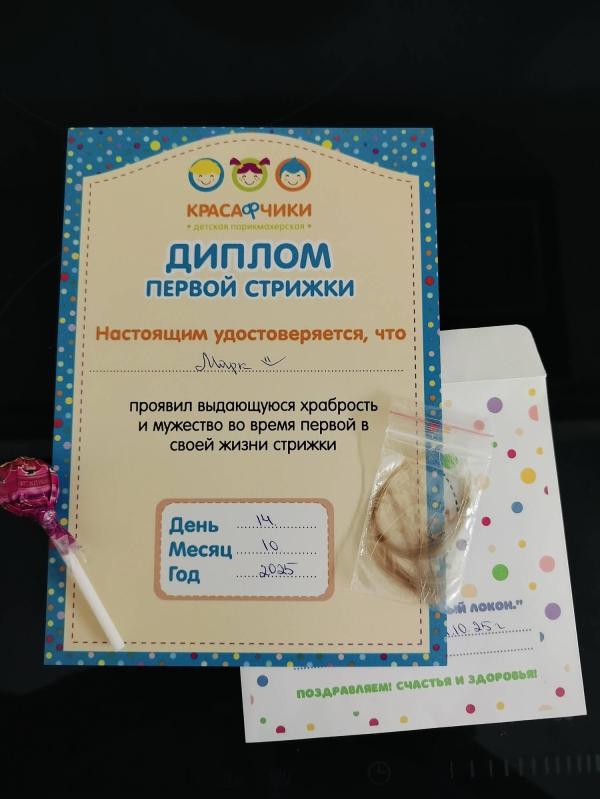 КРАСАФЧИКИ
• детская парикмахерская •
ДИПЛОМ
ПЕРВОЙ СТРИЖКИ
Настоящим удостоверяется, что
Марк
проявил выдающуюся храбрость
и мужество во время первой в
своей жизни стрижки
День 14
Месяц 10
Год 2025
ый локон."
.10.25г
ПОЗДРАВЛЯЕМ! СЧАСТЬЯ И ЗДОРОВЬЯ!